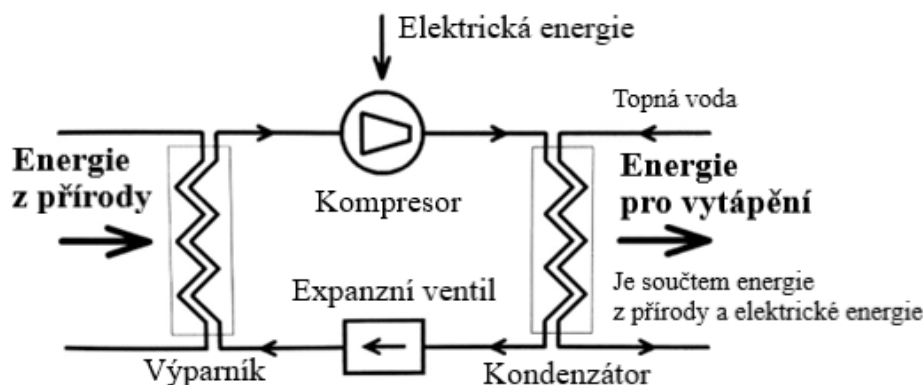 Elektrická energie
Topná voda
Energie
z přírody
Kompresor
Energie
pro vytápění
Expanzní ventil
Je součtem energie
z přírody a elektrické energie
Výparník
Kondenzátor